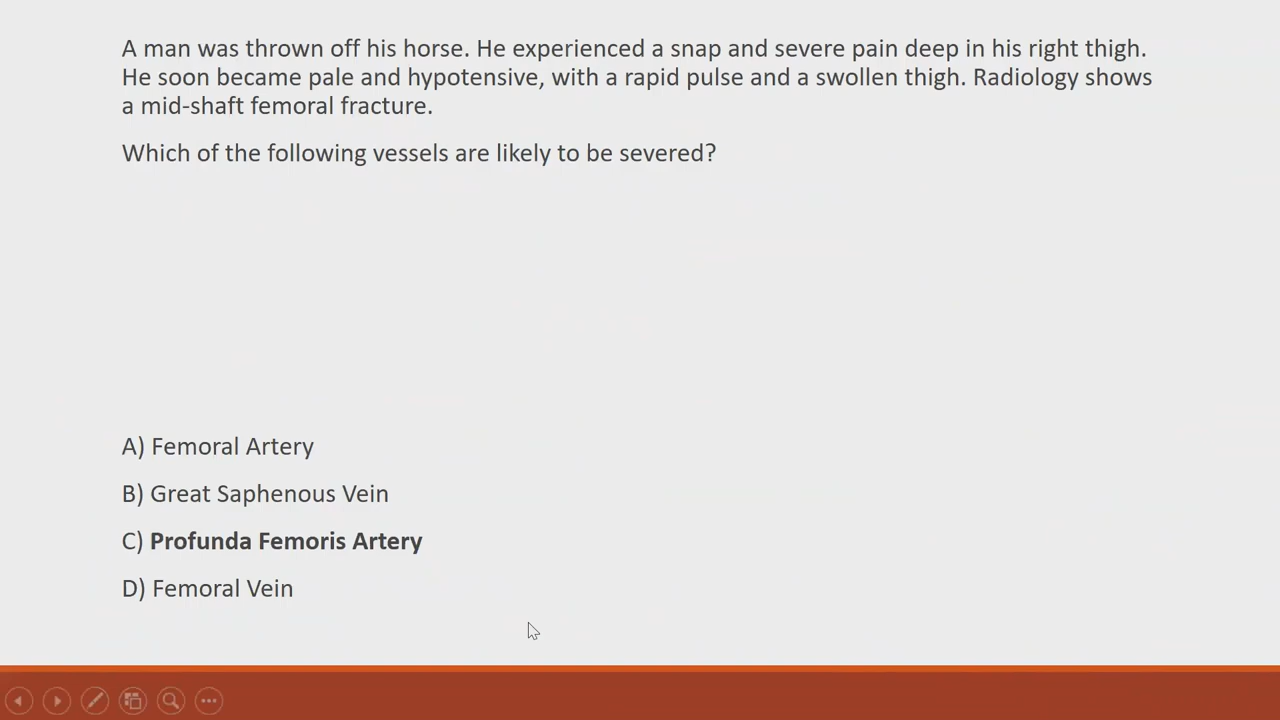 A man was thrown off his horse. He experienced a snap and severe pain deep in his right thigh.
He soon became pale and hypotensive, with a rapid pulse and a swollen thigh. Radiology shows
a mid-shaft femoral fracture.
Which of the following vessels are likely to be severed?
A) Femoral Artery
B) Great Saphenous Vein
C) Profunda Femoris Artery
D) Femoral Vein